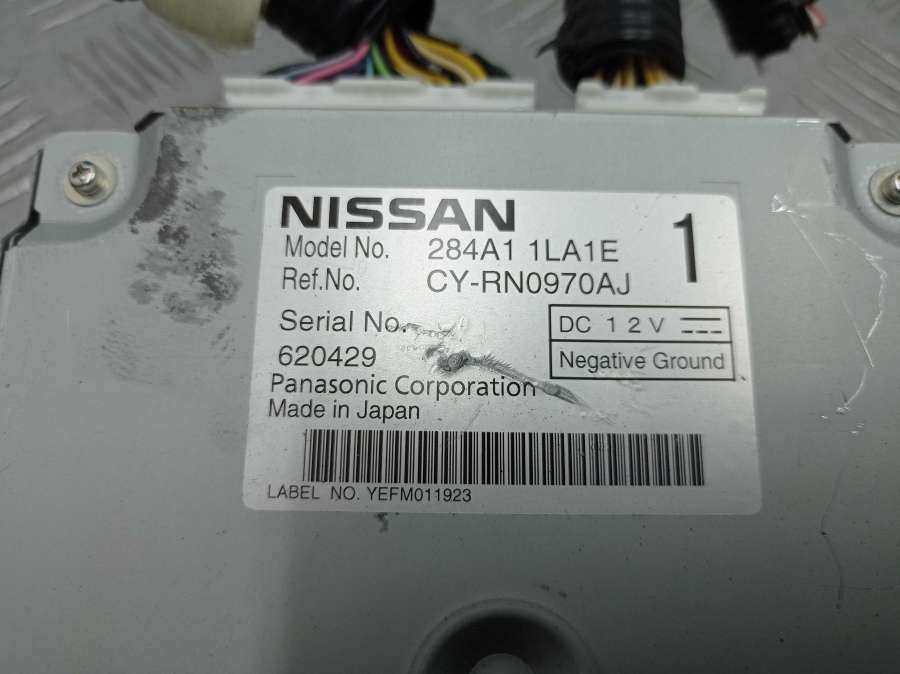 NISSAN
1
Model No. 284A1 1LA1E
Ref.No. CY-RN0970AJ
Serial No.
620429
DC 12V
Negative Ground
Panasonic Corporation
Made in Japan
LABEL NO. YEFM011923